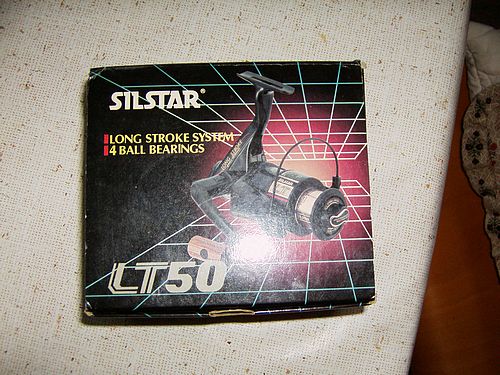 SILSTAR®
LONG STROKE SYSTEM
4 BALL BEARINGS
LT50